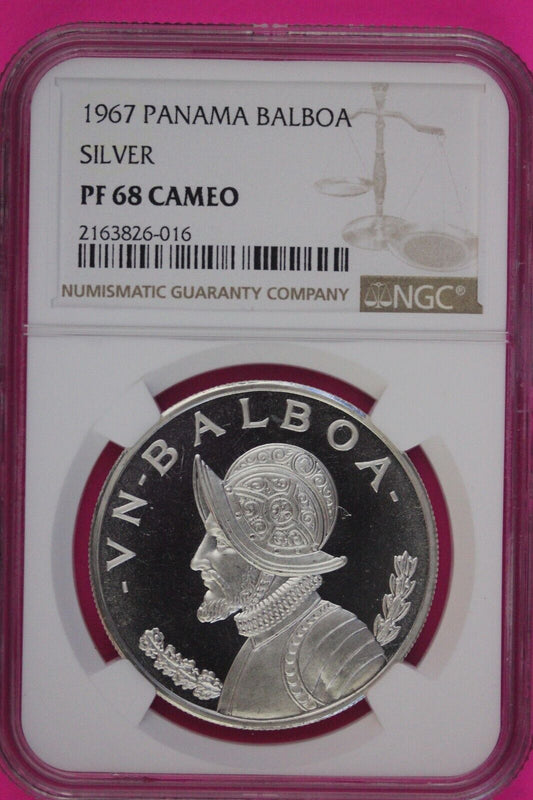 1967 PANAMA BALBOA
SILVER
PF 68 CAMEO
2163826-016
NUMISMATIC GUARANTY COMPANY
NGC®
-VN-BALBOA-